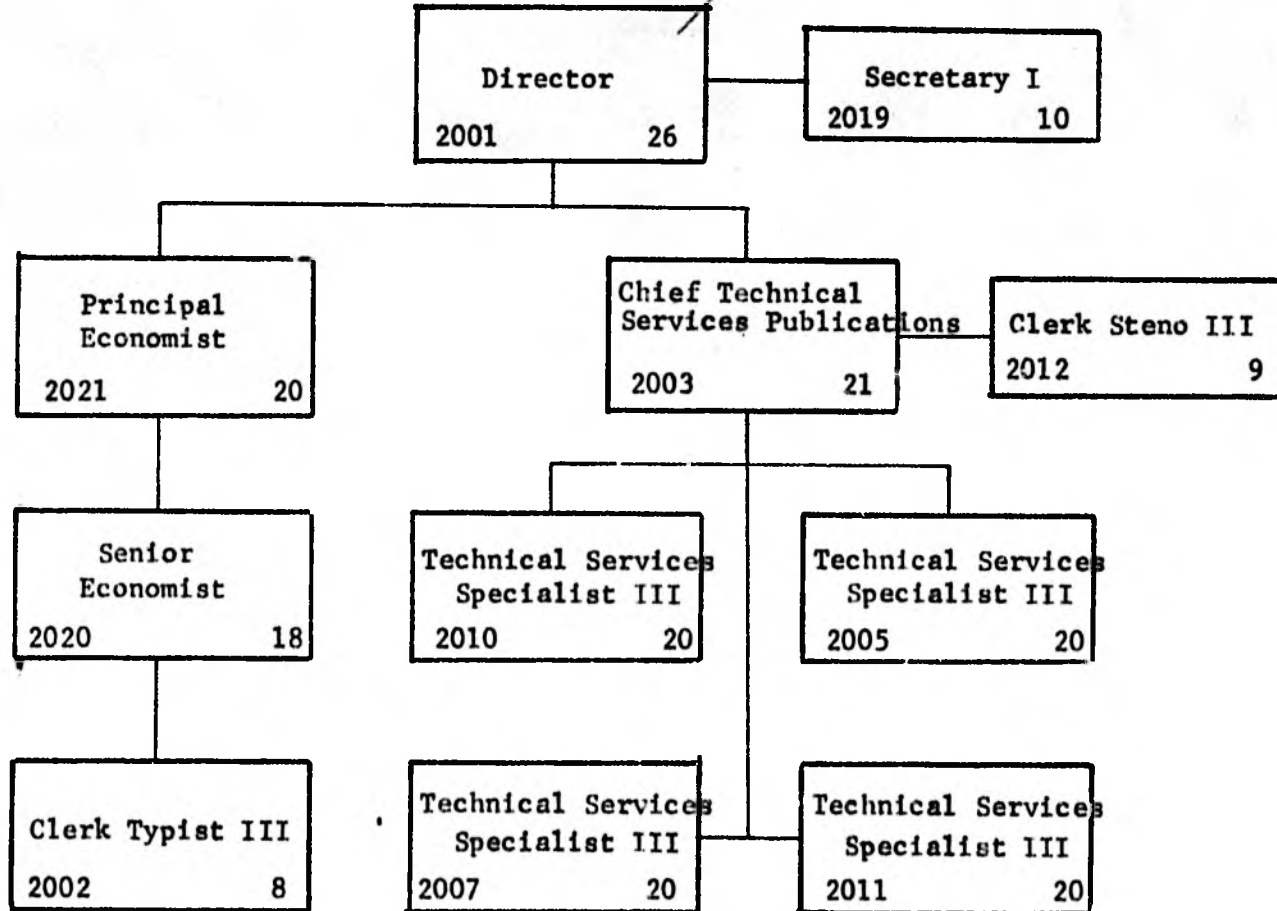 Director
2001 26
Secretary I
2019 10
Principal
Economist
2021 20
Chief Technical
Services Publications
2003 21
Clerk Steno III
2012 9
Senior
Economist
2020 18
Technical Services
Specialist III
2010 20
Technical Services
Specialist III
2005 20
Clerk Typist III
2002 8
Technical Services
Specialist III
2007 20
Technical Services
Specialist III
2011 20